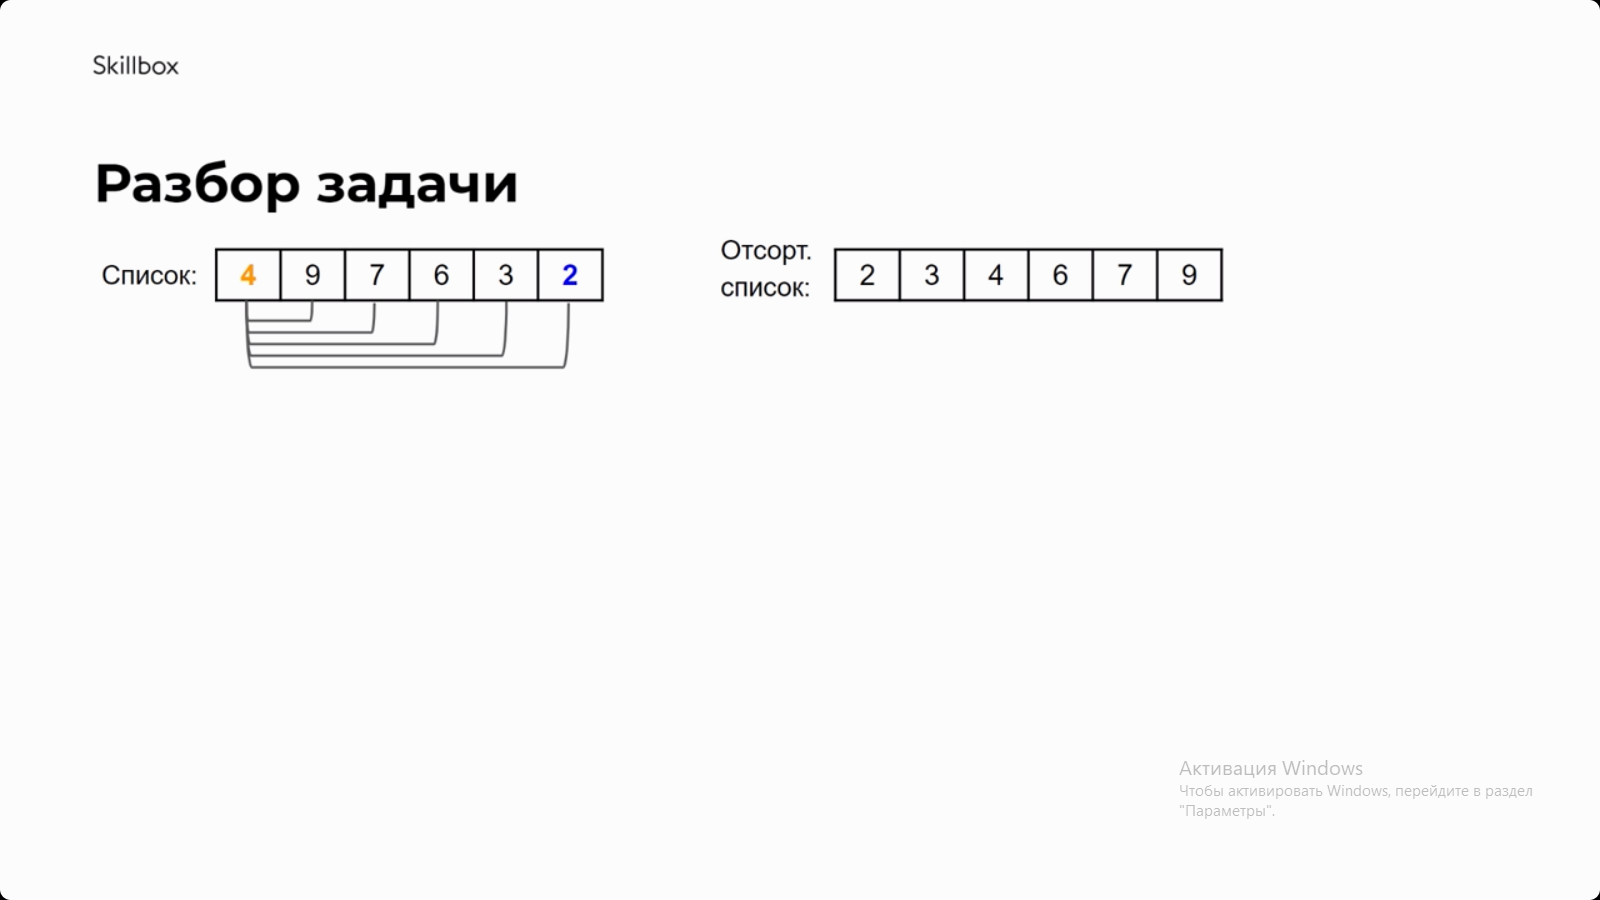 Skillbox
Разбор задачи
Список: 4 9 7 6 3 2
Отсорт.
список: 2 3 4 6 7 9
Активация Windows
Чтобы активировать Windows, перейдите в раздел
"Параметры".